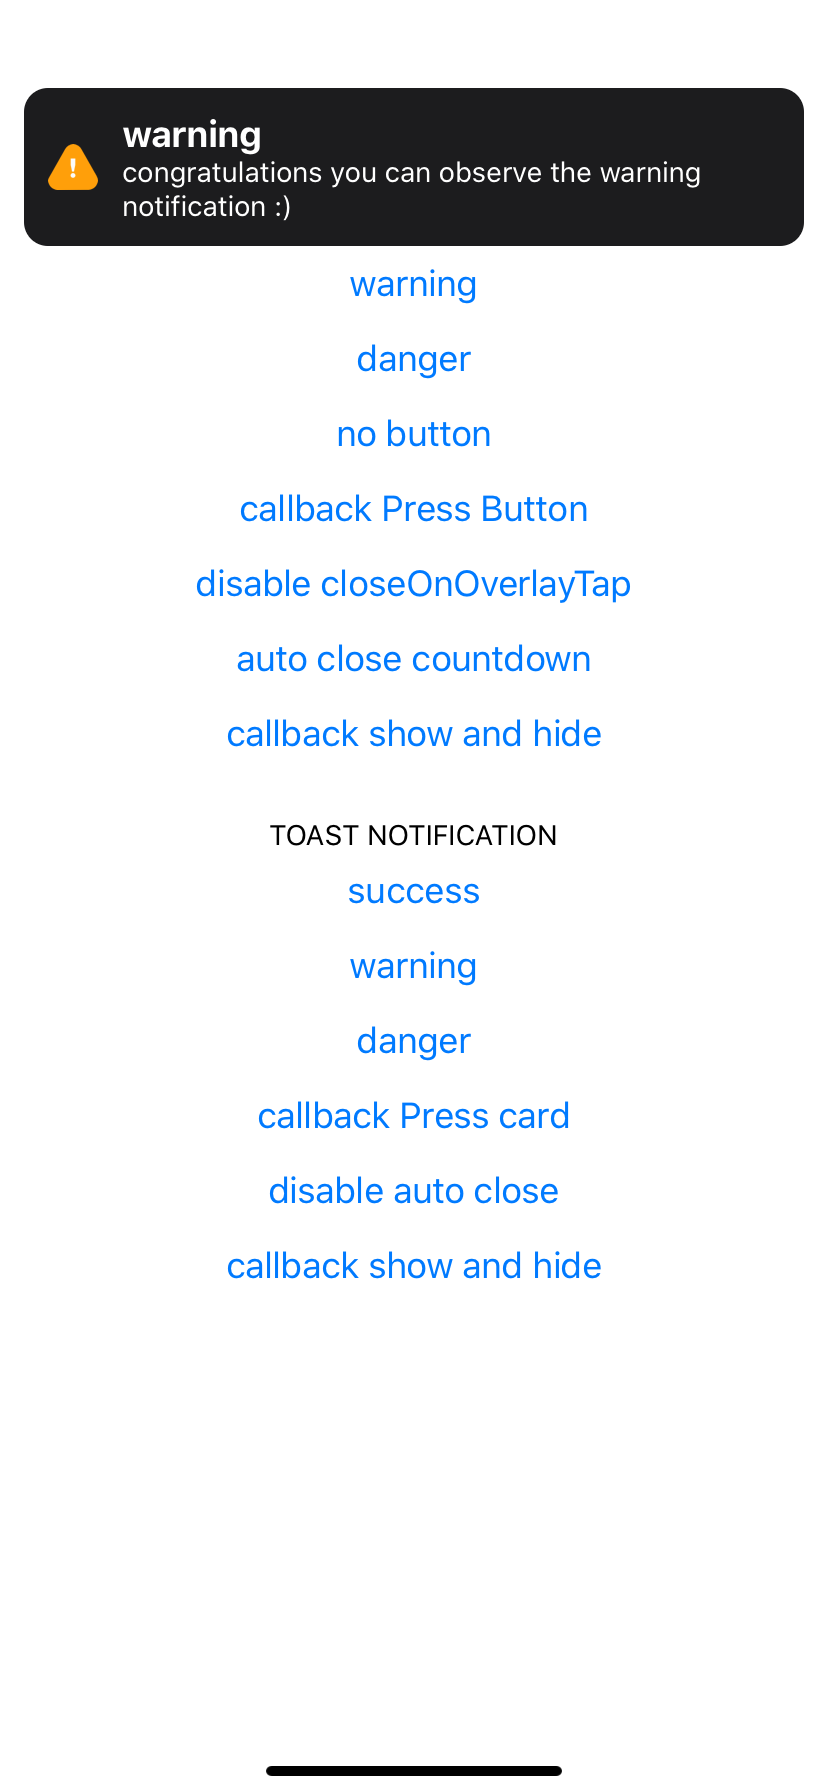 warning
congratulations you can observe the warning
notification :)
warning
danger
no button
callback Press Button
disable closeOnOverlayTap
auto close countdown
callback show and hide
TOAST NOTIFICATION
success
warning
danger
callback Press card
disable auto close
callback show and hide